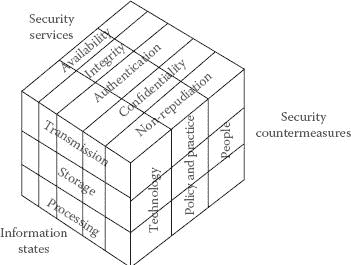 Security
services
Availability
Integrity
Authentication
Confidentiality
Non-repudiation
Transmission
Storage
Processing
Technology
Policy and practice
People
Security
countermeasures
Information
states